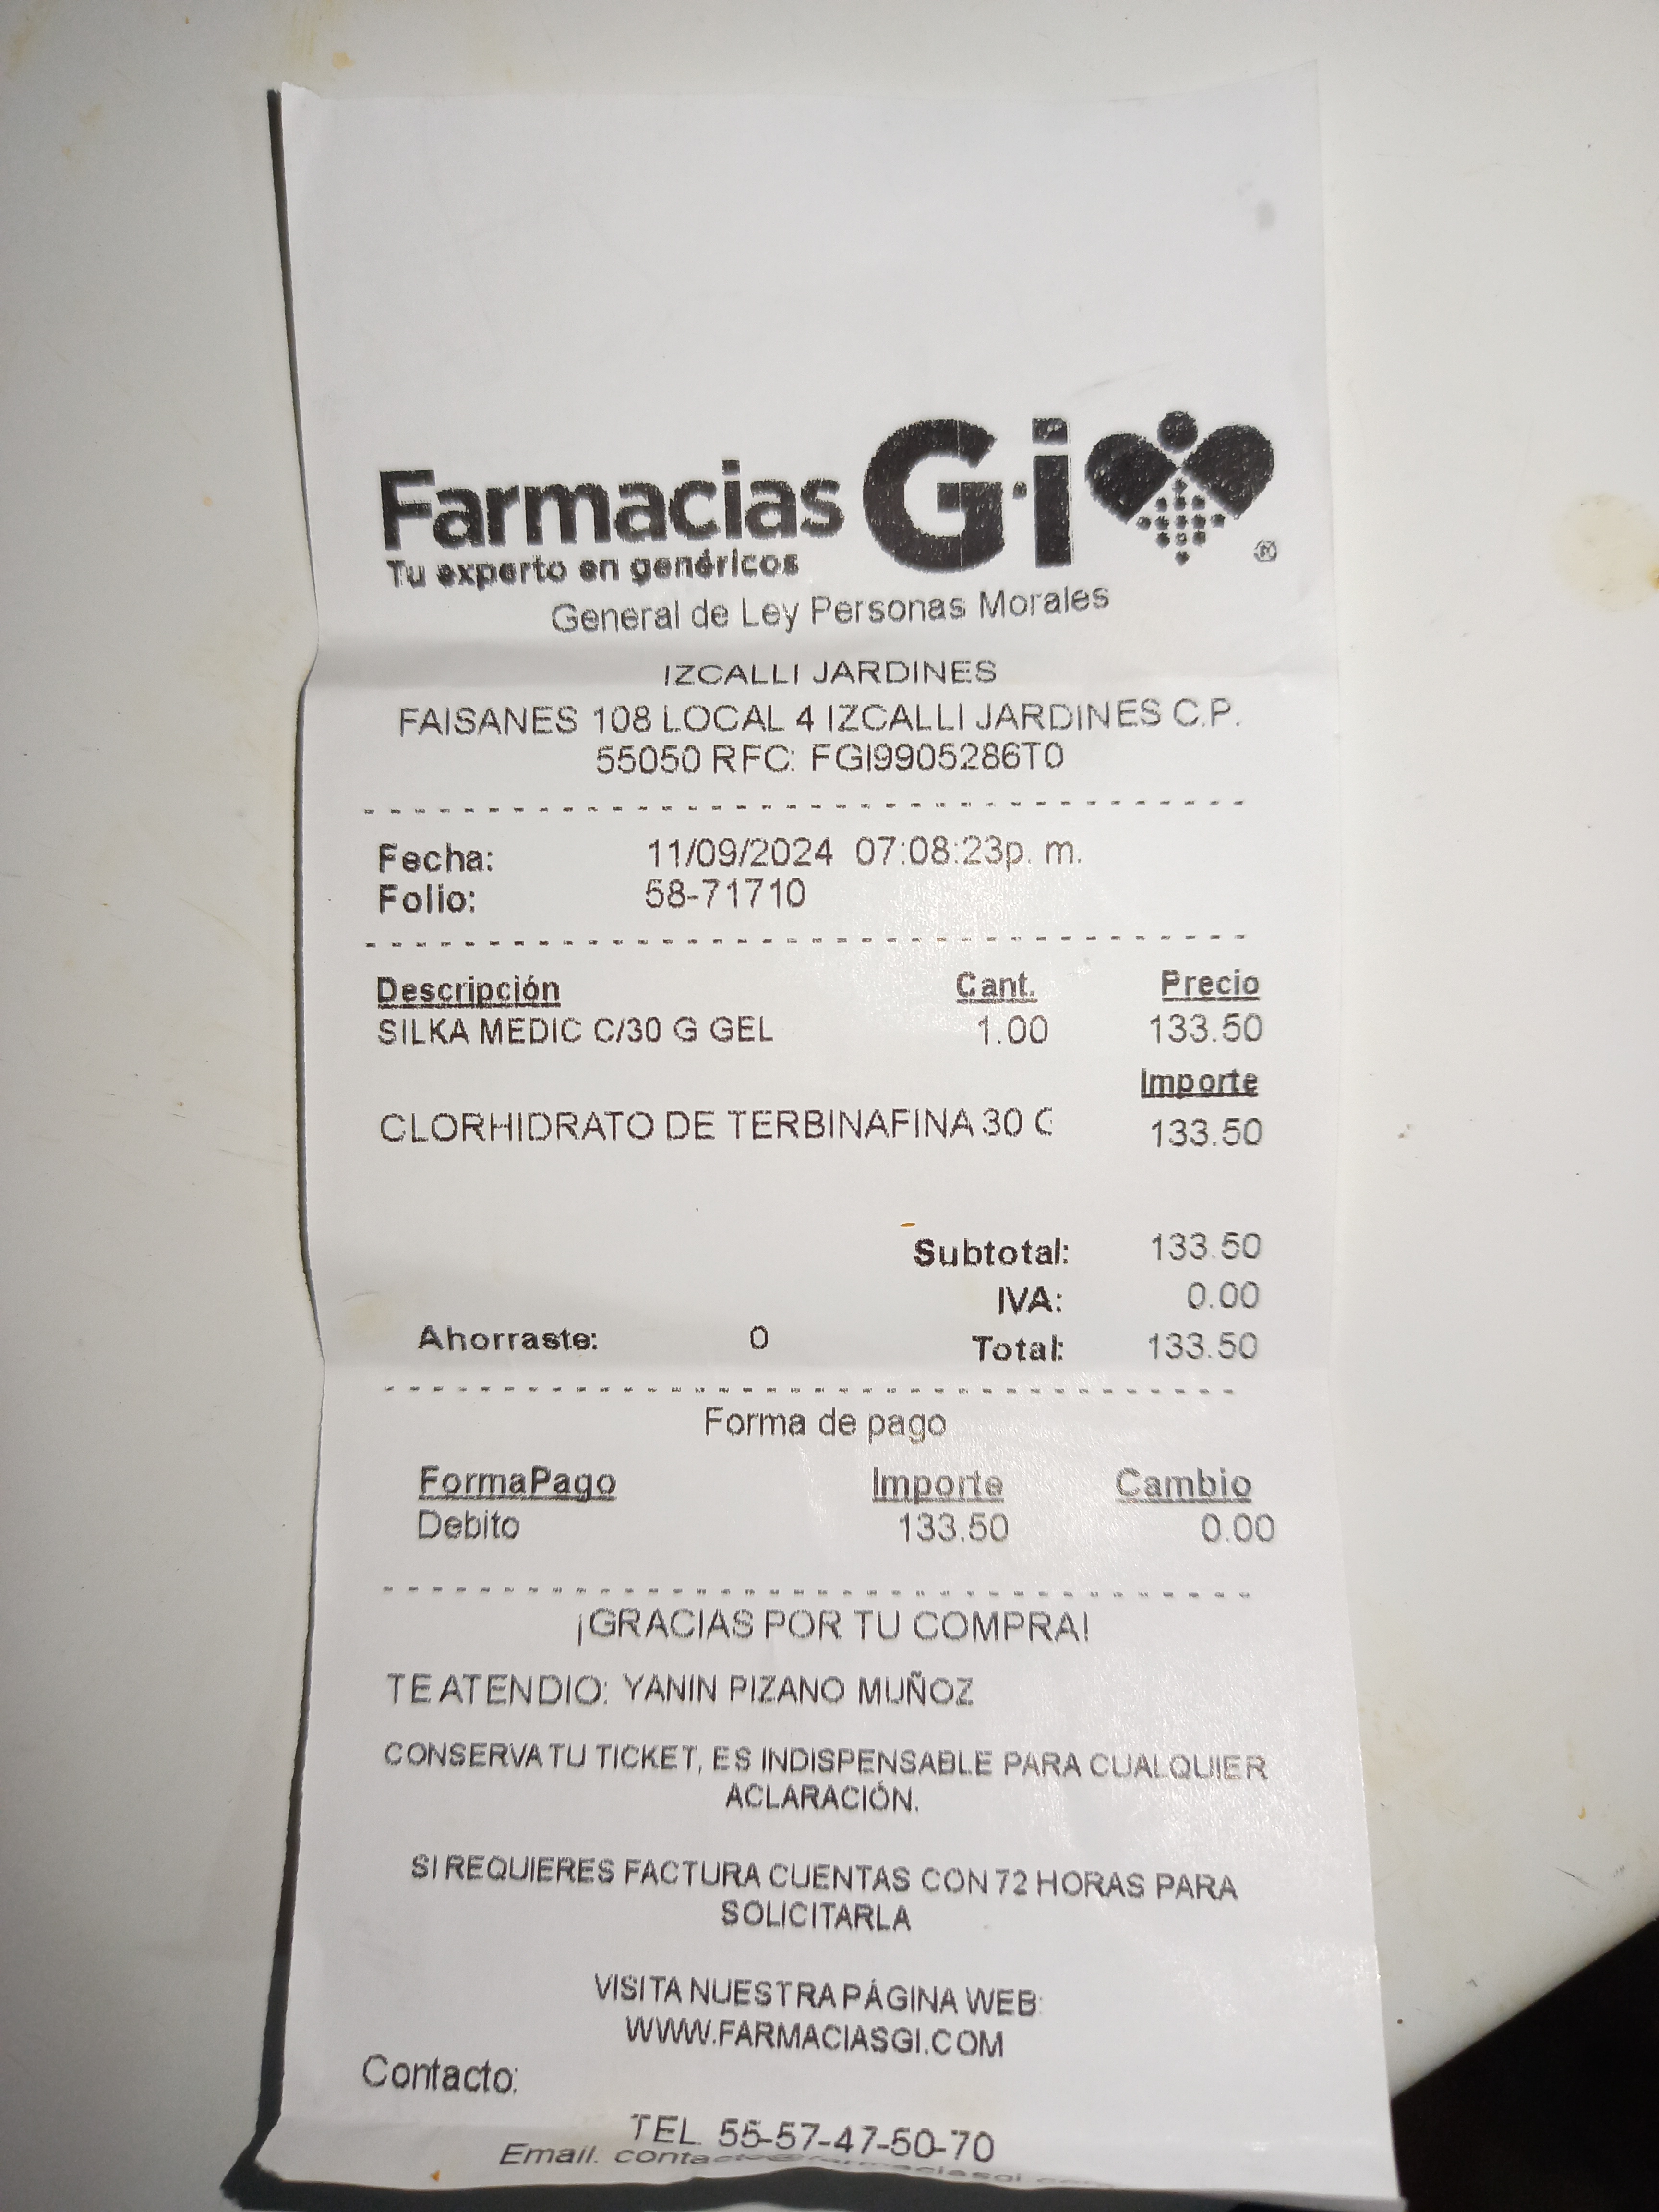 Farmacias G·i ®
Tu experto en genéricos
General de Ley Personas Morales
IZCALLI JARDINES
FAISANES 108 LOCAL 4 IZCALLI JARDINES C.P.
55050 RFC: FGI9905286T0
Fecha: 11/09/2024 07:08:23p. m.
Folio: 58-71710
Descripción Cant. Precio
SILKA MEDIC C/30 G GEL 1.00 133.50
Importe
CLORHIDRATO DE TERBINAFINA 30 133.50
Subtotal: 133.50
IVA: 0.00
Ahorraste: 0 Total: 133.50
Forma de pago
FormaPago Importe Cambio
Debito 133.50 0.00
¡GRACIAS POR TU COMPRA!
TE ATENDIO: YANIN PIZANO MUÑOZ
CONSERVA TU TICKET, ES INDISPENSABLE PARA CUALQUIER
ACLARACIÓN.
SI REQUIERES FACTURA CUENTAS CON 72 HORAS PARA
SOLICITARLA
VISITA NUESTRA PÁGINA WEB:
WWW.FARMACIASGI.COM
Contacto:
TEL. 55-57-47-50-70
Email: